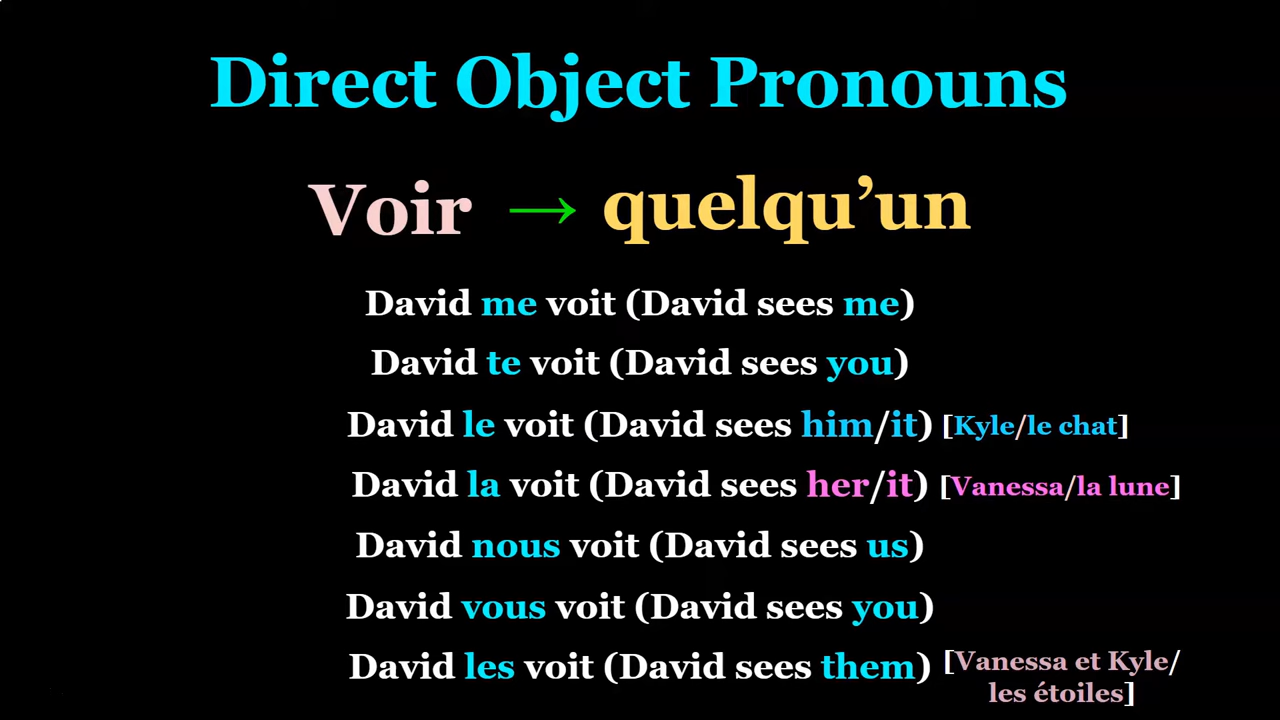 Direct Object Pronouns
Voir → quelqu’un
David me voit (David sees me)
David te voit (David sees you)
David le voit (David sees him/it) [Kyle/le chat]
David la voit (David sees her/it) [Vanessa/la lune]
David nous voit (David sees us)
David vous voit (David sees you)
David les voit (David sees them) [Vanessa et Kyle/
les étoiles]